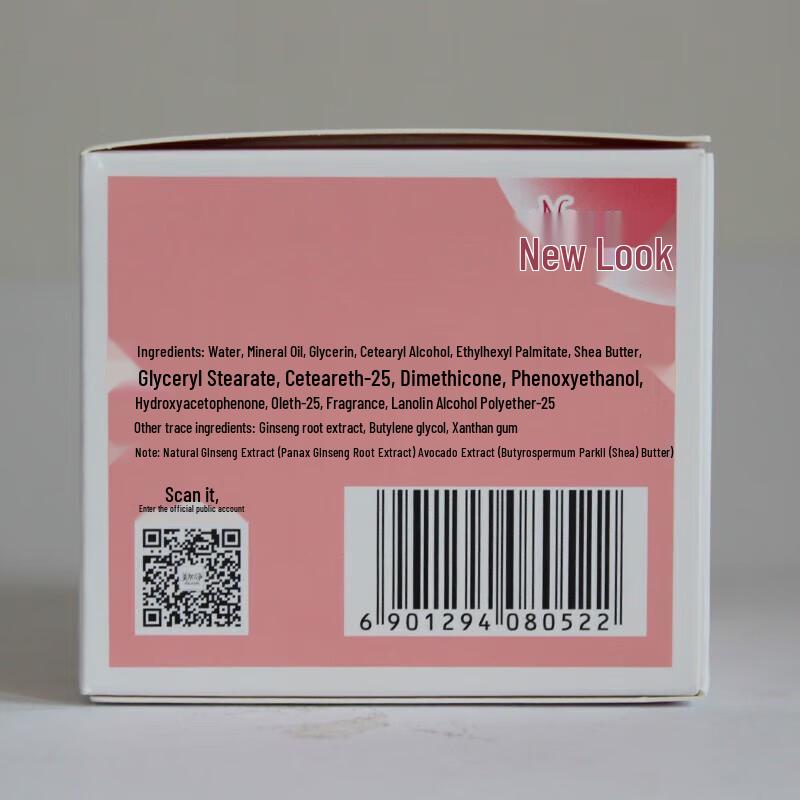 New Look
Ingredients: Water, Mineral Oil, Glycerin, Cetearyl Alcohol, Ethylhexyl Palmitate, Shea Butter,
Glyceryl Stearate, Ceteareth-25, Dimethicone, Phenoxyethanol,
Hydroxyacetophenone, Oleth-25, Fragrance, Lanolin Alcohol Polyether-25
Other trace ingredients: Ginseng root extract, Butylene glycol, Xanthan gum
Note: Natural Ginseng Extract (Panax Ginseng Root Extract) Avocado Extract (Butyrospermum Parkii (Shea) Butter)
Scan it,
Enter the official public account
6 901294 080522